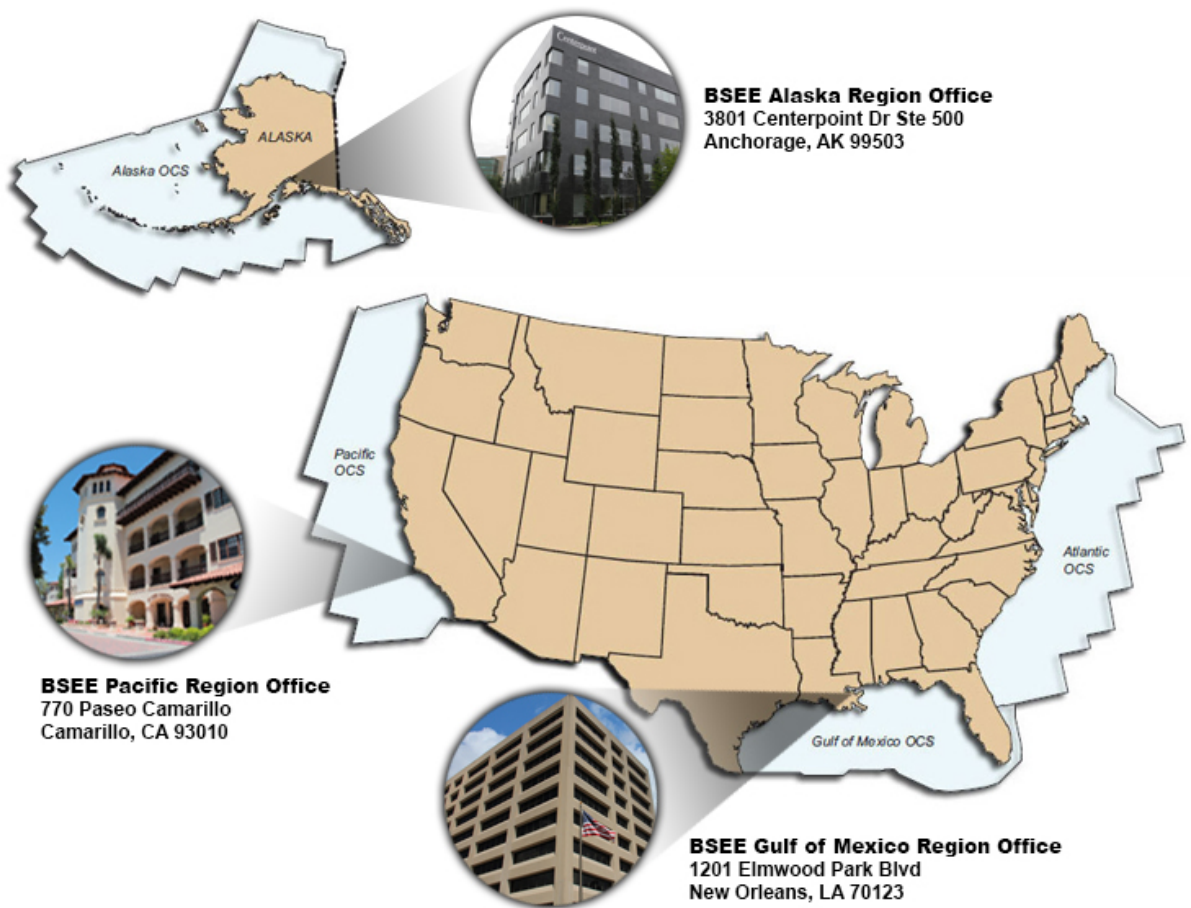 Centerpoint
BSEE Alaska Region Office
3801 Centerpoint Dr Ste 500
Anchorage, AK 99503
ALASKA
Alaska OCS
Pacific
OCS
Atlantic
OCS
BSEE Pacific Region Office
770 Paseo Camarillo
Camarillo, CA 93010
Gulf of Mexico OCS
BSEE Gulf of Mexico Region Office
1201 Elmwood Park Blvd
New Orleans, LA 70123